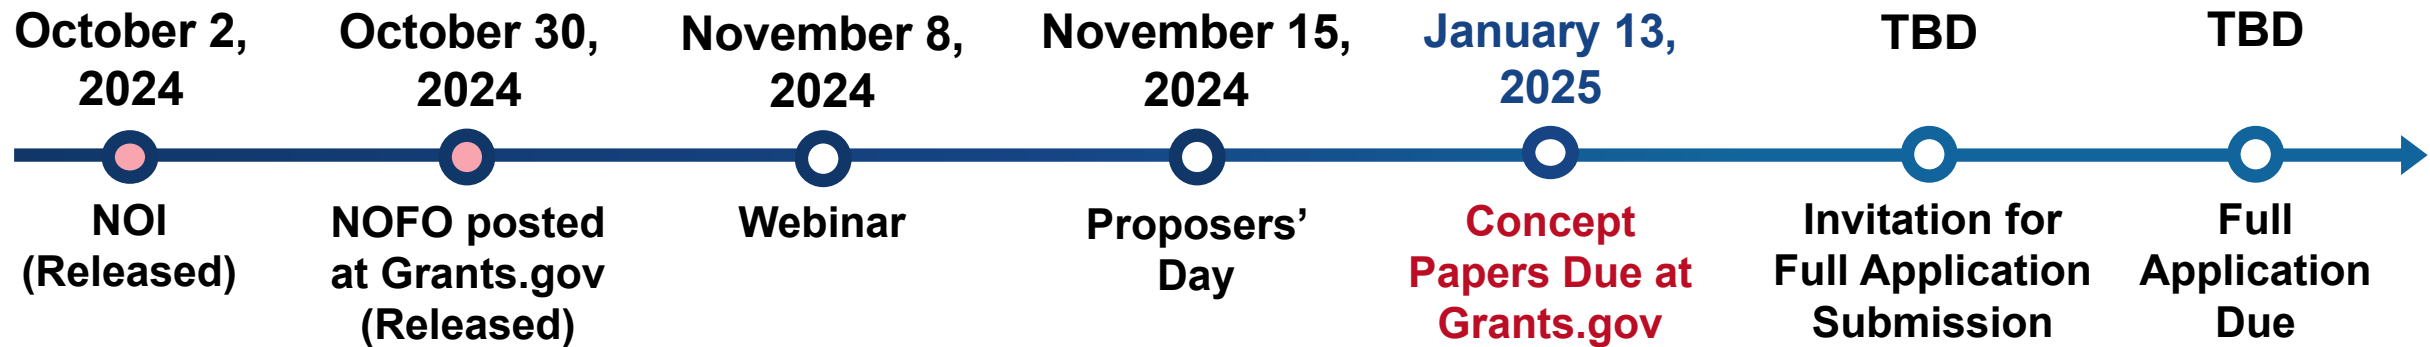 October 2,
2024
NOI
(Released)
October 30,
2024
NOFO posted
at Grants.gov
(Released)
November 8,
2024
Webinar
November 15,
2024
Proposers’
Day
January 13,
2025
Concept
Papers Due at
Grants.gov
TBD
Invitation for
Full Application
Submission
TBD
Full
Application
Due